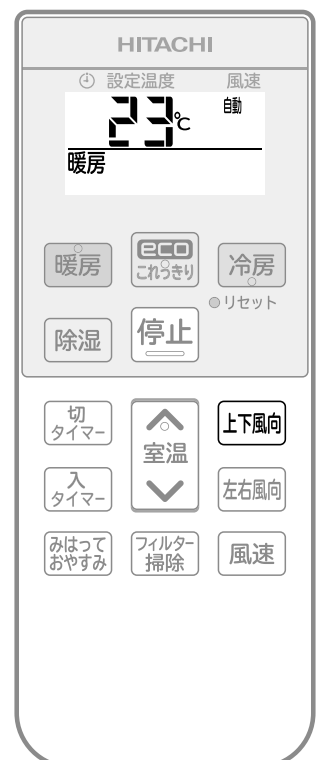 HITACHI
設定温度 風速
23℃ 自動
暖房
暖房 eco これっきり 冷房
リセット
除湿 停止
切タイマー 上下風向
室温
入タイマー 左右風向
みはっておやすみ フィルター掃除 風速